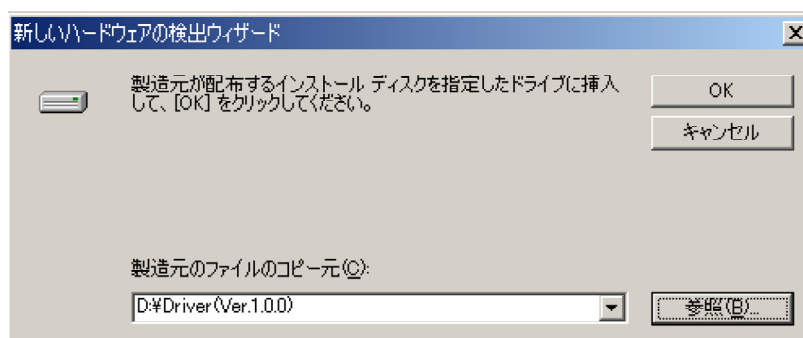 新しいハードウェアの検出ウィザード
製造元が配布するインストール ディスクを指定したドライブに挿入
して、[OK] をクリックしてください。
OK
キャンセル
製造元のファイルのコピー元(C):
D:¥Driver(Ver.1.0.0)
参照(B)...